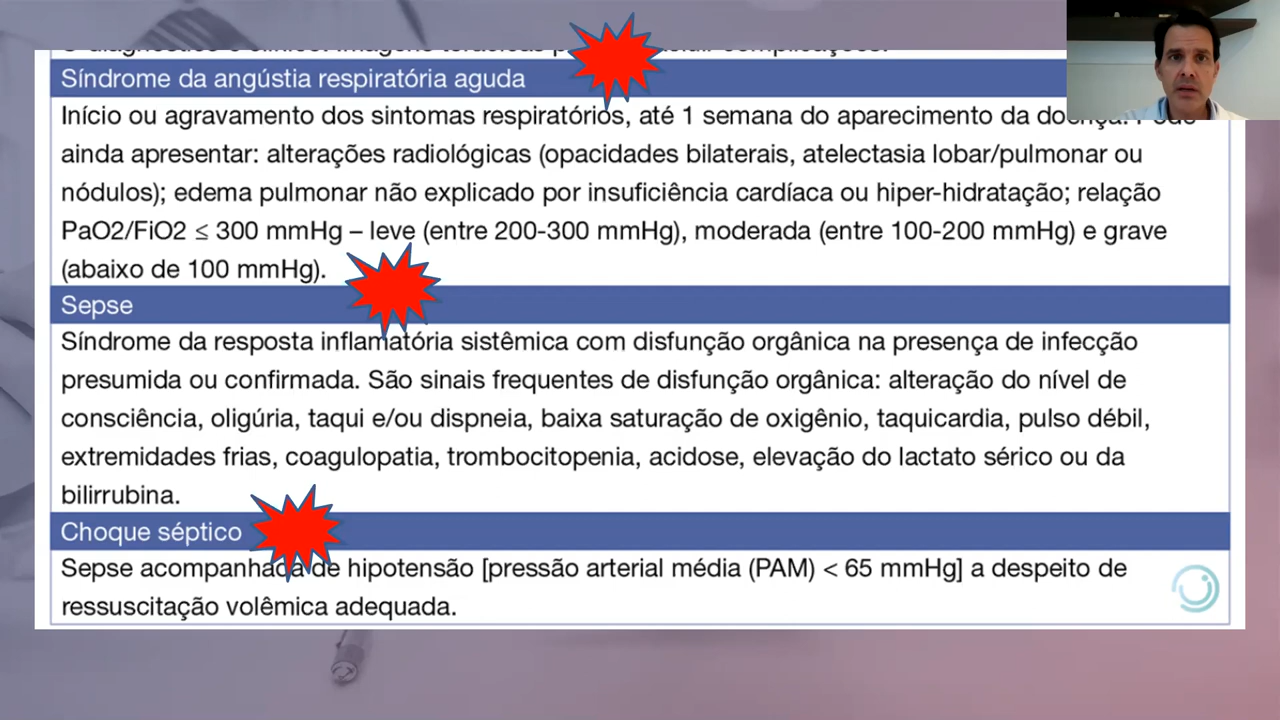 Síndrome da angústia respiratória aguda
Início ou agravamento dos sintomas respiratórios, até 1 semana do aparecimento da doença.
ainda apresentar: alterações radiológicas (opacidades bilaterais, atelectasia lobar/pulmonar ou
nódulos); edema pulmonar não explicado por insuficiência cardíaca ou hiper-hidratação; relação
PaO2/FiO2 ≤ 300 mmHg – leve (entre 200-300 mmHg), moderada (entre 100-200 mmHg) e grave
(abaixo de 100 mmHg).
Sepse
Síndrome da resposta inflamatória sistêmica com disfunção orgânica na presença de infecção
presumida ou confirmada. São sinais frequentes de disfunção orgânica: alteração do nível de
consciência, oligúria, taqui e/ou dispneia, baixa saturação de oxigênio, taquicardia, pulso débil,
extremidades frias, coagulopatia, trombocitopenia, acidose, elevação do lactato sérico ou da
bilirrubina.
Choque séptico
Sepse acompanhada de hipotensão [pressão arterial média (PAM) < 65 mmHg] a despeito de
ressuscitação volêmica adequada.